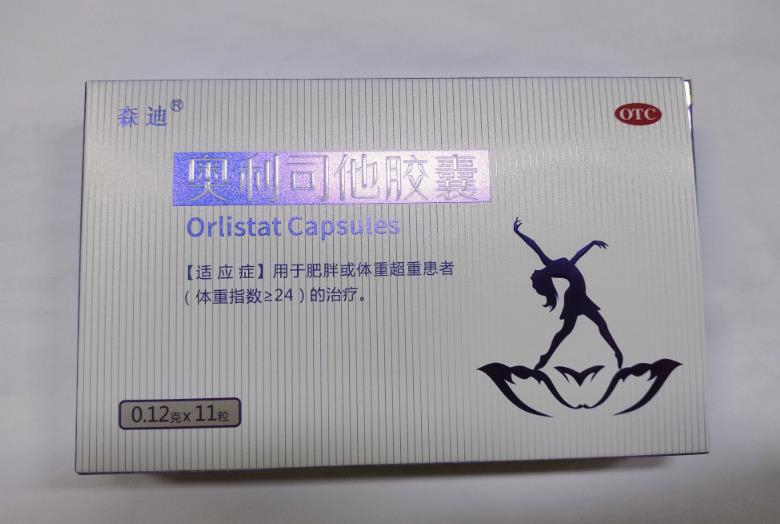 森迪®
OTC
奥利司他胶囊
Orlistat Capsules
【适应症】用于肥胖或体重超重患者
（体重指数≥24）的治疗。
0.12克x11粒